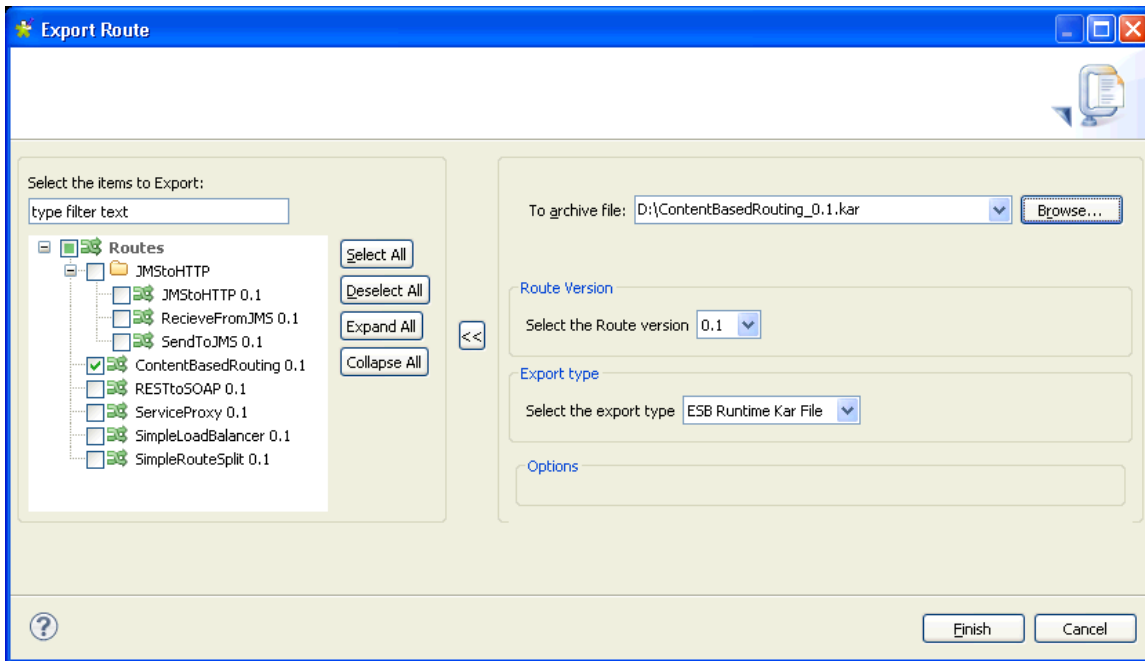 Export Route
Select the items to Export:
type filter text
Routes
JMStoHTTP
JMStoHTTP 0.1
RecieveFromJMS 0.1
SendToJMS 0.1
ContentBasedRouting 0.1
RESTtoSOAP 0.1
ServiceProxy 0.1
SimpleLoadBalancer 0.1
SimpleRouteSplit 0.1
Select All
Deselect All
Expand All
Collapse All
<<
To archive file: D:\ContentBasedRouting_0.1.kar Browse...
Route Version
Select the Route version 0.1
Export type
Select the export type ESB Runtime Kar File
Options
? Finish Cancel